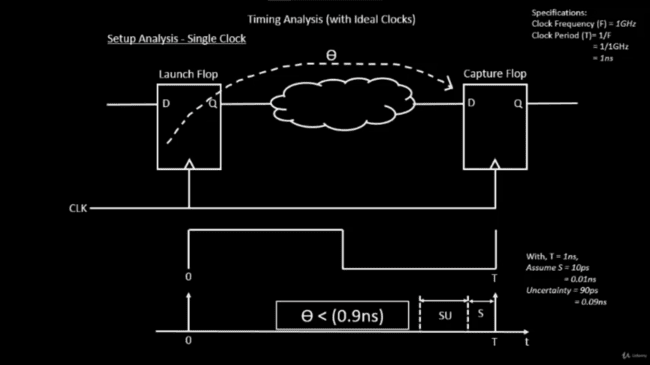 Timing Analysis (with Ideal Clocks)
Specifications:
Clock Frequency (F) = 1GHz
Clock Period (T)= 1/F
= 1/1GHz
= 1ns
Setup Analysis - Single Clock
Θ
Launch Flop
Capture Flop
D
Q
D
Q
CLK
0
T
With, T = 1ns,
Assume S = 10ps
= 0.01ns
Uncertainty = 90ps
= 0.09ns
Θ < (0.9ns)
SU
S
0
T
t
Udemy